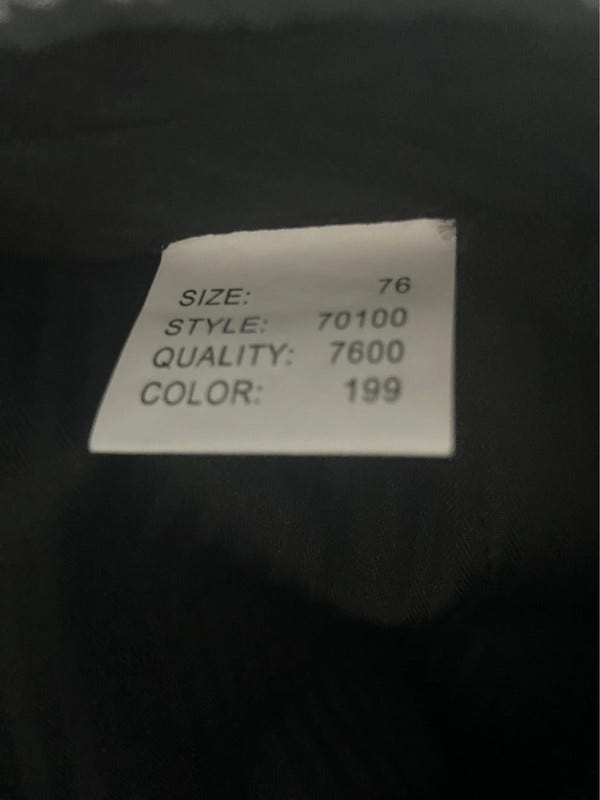 SIZE: 76
STYLE: 70100
QUALITY: 7600
COLOR: 199